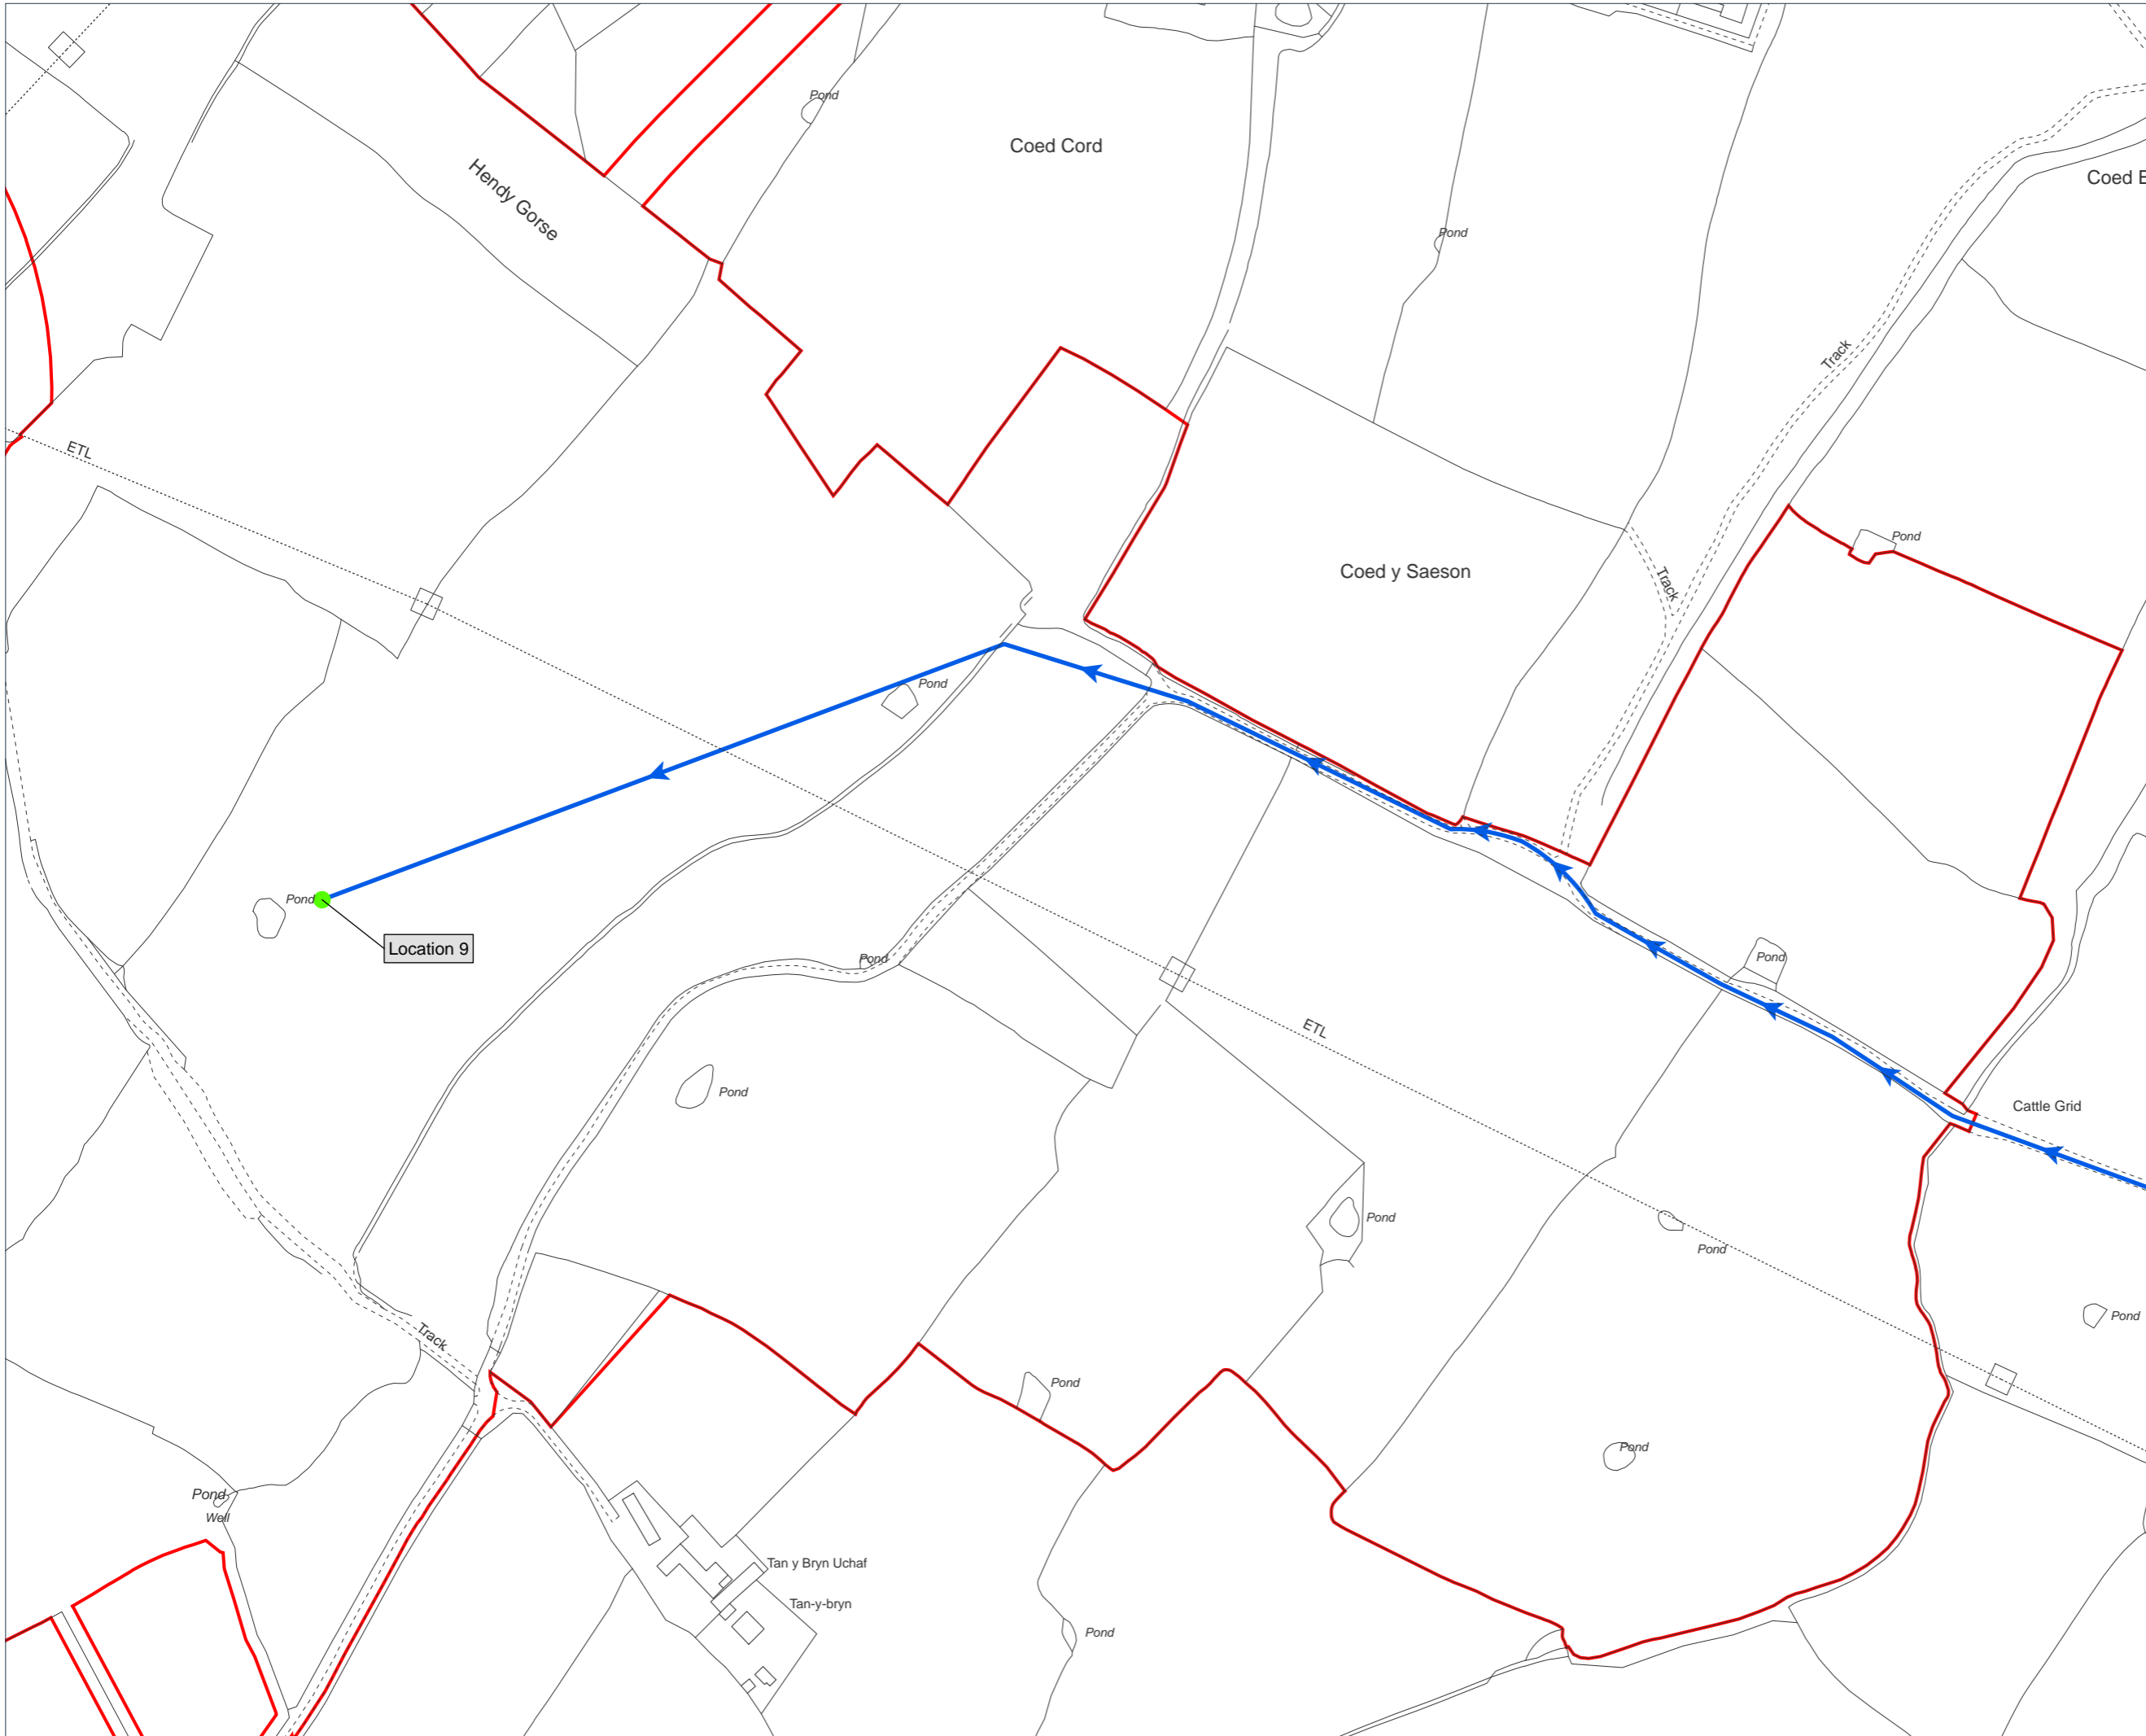 Pond
Coed Cord
Hendy Gorse
Coed E
Pond
Track
ETL
Pond
Track
Coed y Saeson
Pond
Pond
Location 9
Pond
Pond
ETL
Pond
Cattle Grid
Pond
Pond
Pond
Track
Pond
Pond
Pond
Well
Tan y Bryn Uchaf
Tan-y-bryn
Pond